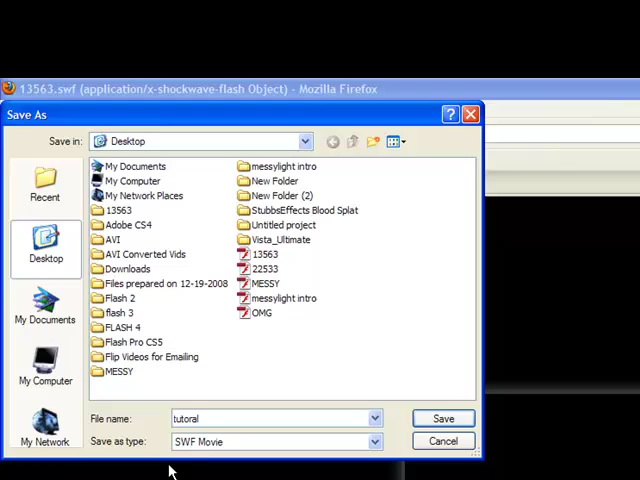 13563.swf (application/x-shockwave-flash Object) - Mozilla Firefox
Save As
Save in: Desktop
Recent
Desktop
My Documents
My Computer
My Network
My Documents
My Computer
My Network Places
13563
Adobe CS4
AVI
AVI Converted Vids
Downloads
Files prepared on 12-19-2008
Flash 2
flash 3
FLASH 4
Flash Pro CS5
Flip Videos for Emailing
MESSY
messylight intro
New Folder
New Folder (2)
StubbsEffects Blood Splat
Untitled project
Vista_Ultimate
13563
22533
MESSY
messylight intro
OMG
File name: tutoral Save
Save as type: SWF Movie Cancel